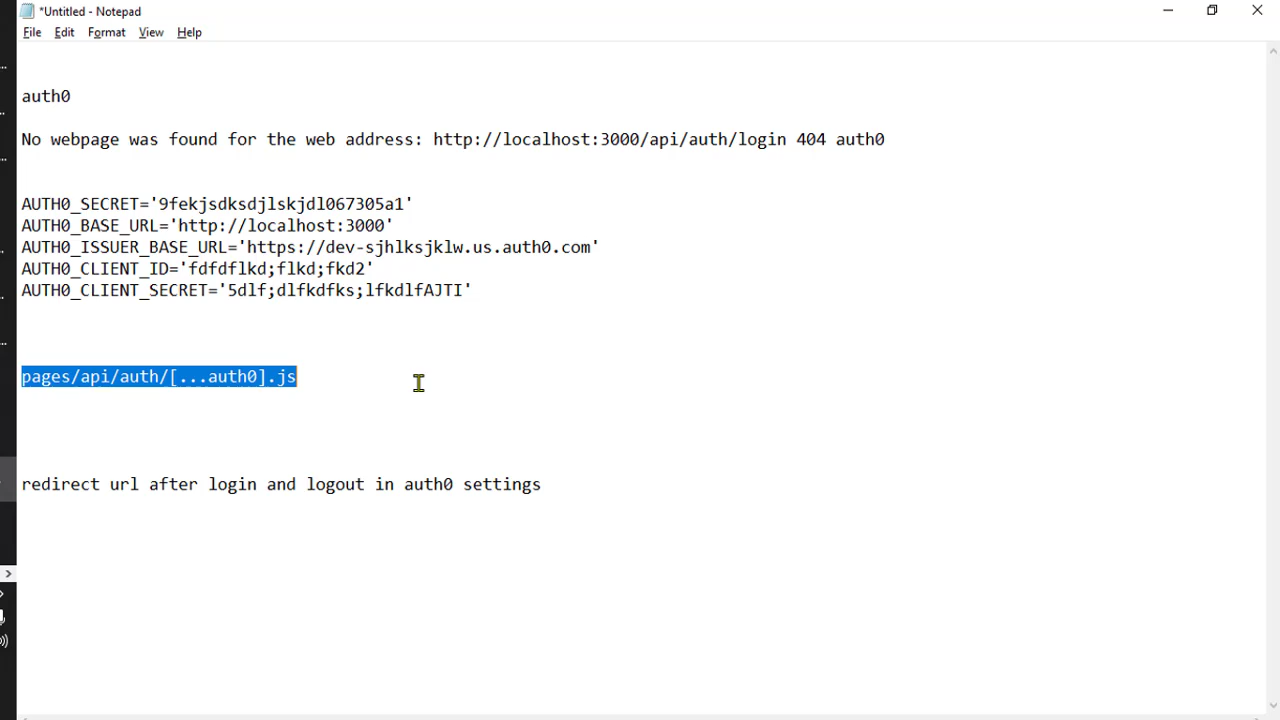 *Untitled - Notepad
File Edit Format View Help
auth0
No webpage was found for the web address: http://localhost:3000/api/auth/login 404 auth0
AUTH0_SECRET='9fekjsdksdjlskjdl067305a1'
AUTH0_BASE_URL='http://localhost:3000'
AUTH0_ISSUER_BASE_URL='https://dev-sjhlksjklw.us.auth0.com'
AUTH0_CLIENT_ID='fdfdflkd;flkd;fkd2'
AUTH0_CLIENT_SECRET='5dlf;dlfkdfks;lfkdlfAJTI'
pages/api/auth/[...auth0].js
redirect url after login and logout in auth0 settings